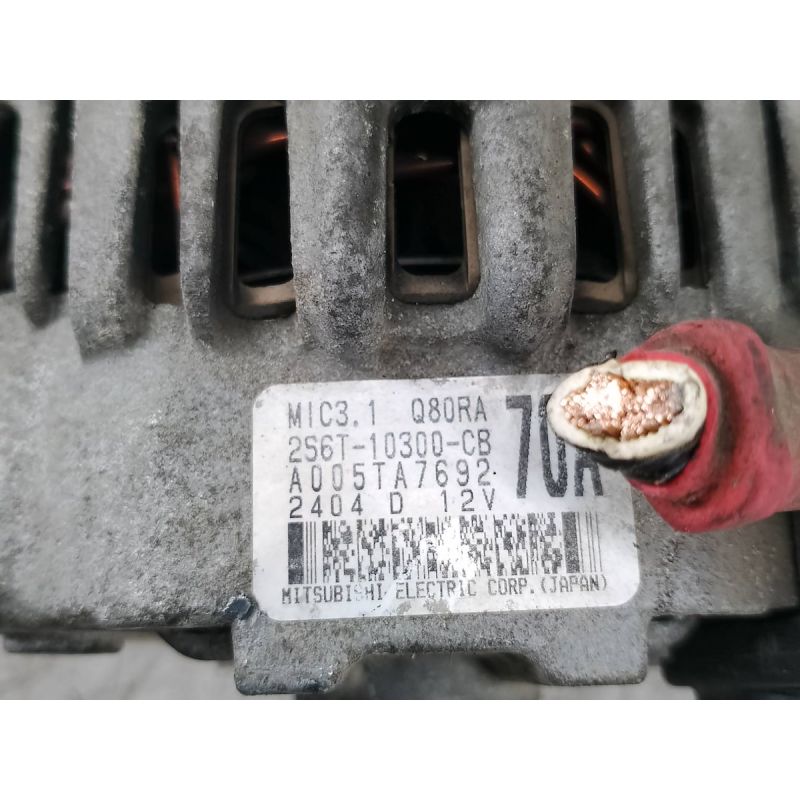 MIC3.1 Q80RA
2S6T-10300-CB 70A
A005TA7692
2404 D 12V
MITSUBISHI ELECTRIC CORP. (JAPAN)